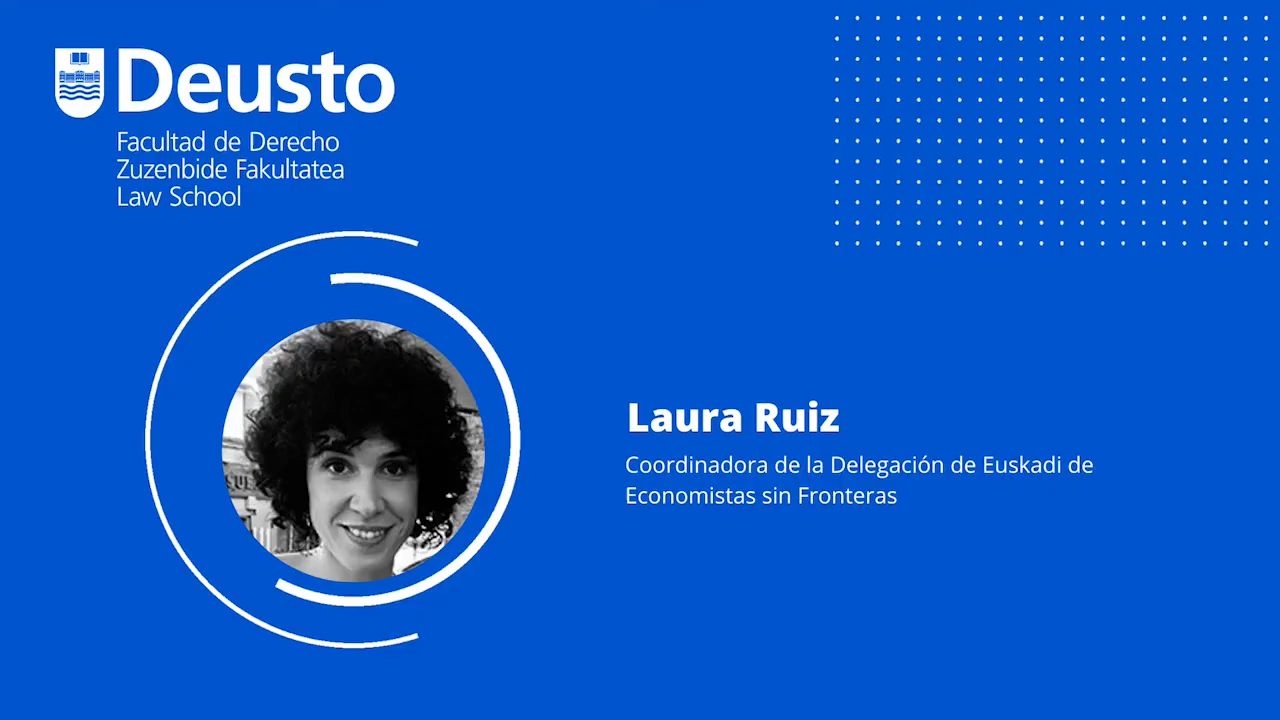 Deusto
Facultad de Derecho
Zuzenbide Fakultatea
Law School
Laura Ruiz
Coordinadora de la Delegación de Euskadi de
Economistas sin Fronteras